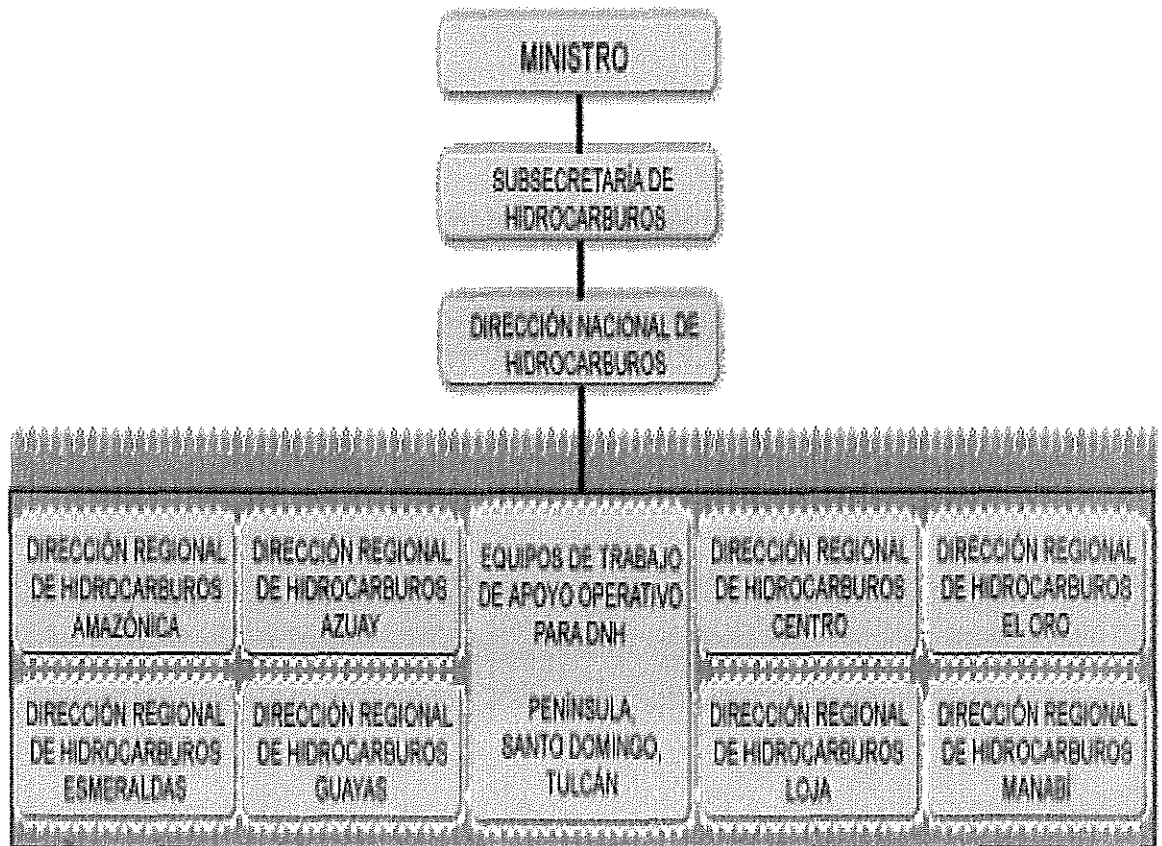 MINISTRO
SUBSECRETARÍA DE
HIDROCARBUROS
DIRECCIÓN NACIONAL DE
HIDROCARBUROS
DIRECCIÓN REGIONAL
DE HIDROCARBUROS
AMAZÓNICA
DIRECCIÓN REGIONAL
DE HIDROCARBUROS
AZUAY
EQUIPOS DE TRABAJO
DE APOYO OPERATIVO
PARA DNH
PENÍNSULA,
SANTO DOMINGO,
TULCÁN
DIRECCIÓN REGIONAL
DE HIDROCARBUROS
CENTRO
DIRECCIÓN REGIONAL
DE HIDROCARBUROS
EL ORO
DIRECCIÓN REGIONAL
DE HIDROCARBUROS
ESMERALDAS
DIRECCIÓN REGIONAL
DE HIDROCARBUROS
GUAYAS
DIRECCIÓN REGIONAL
DE HIDROCARBUROS
LOJA
DIRECCIÓN REGIONAL
DE HIDROCARBUROS
MANABÍ